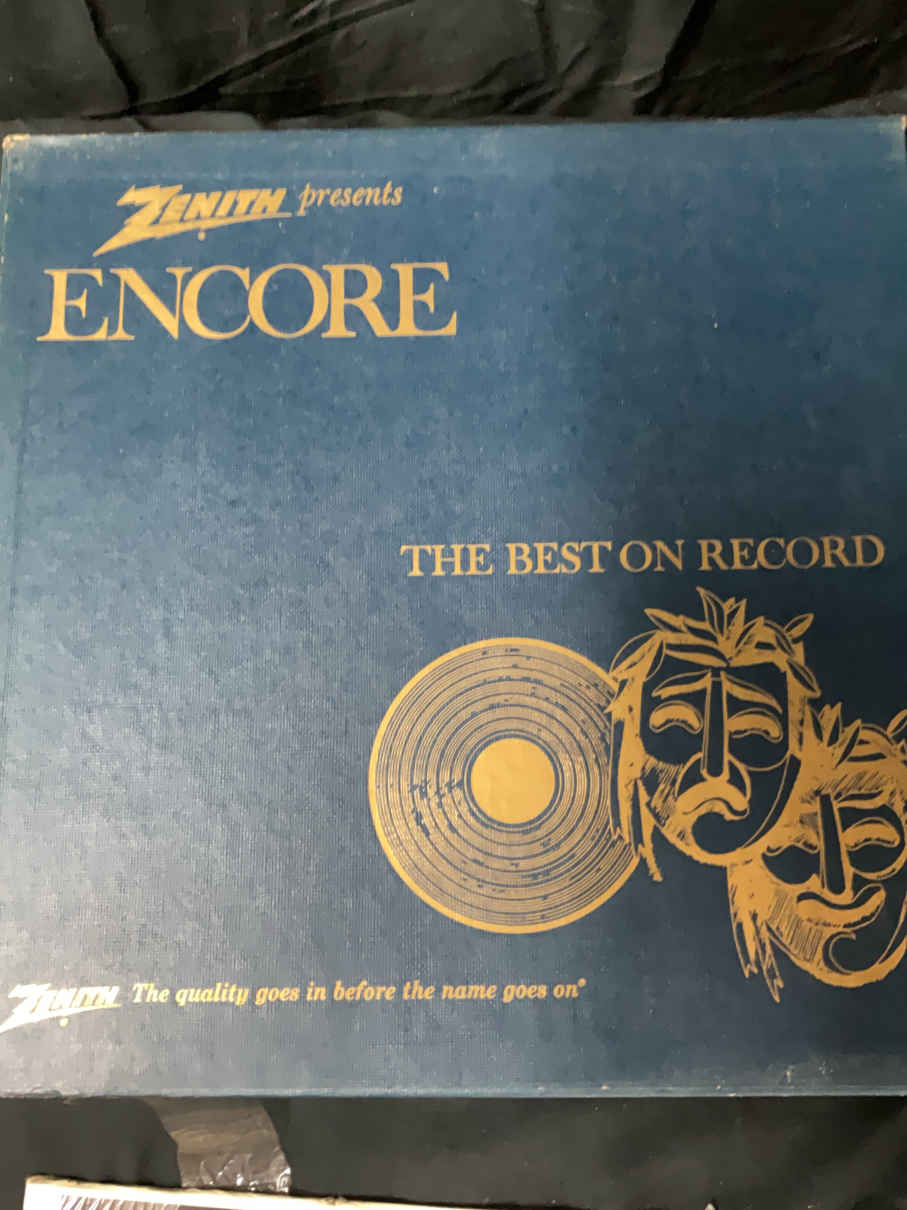 ZENITH presents
ENCORE
THE BEST ON RECORD
ZENITH The quality goes in before the name goes on®